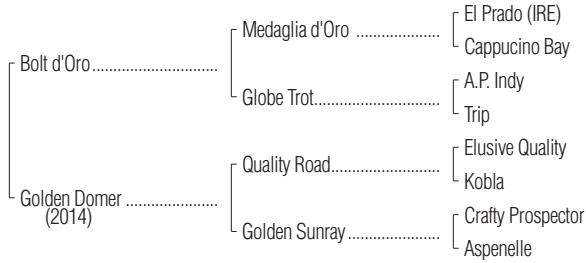 El Prado (IRE)
Medaglia d'Oro ..................
Cappucino Bay
Bolt d'Oro...........................
A.P. Indy
Globe Trot...........................
Trip
Elusive Quality
Quality Road.......................
Kobla
Golden Domer ....................
(2014)
Crafty Prospector
Golden Sunray ....................
Aspenelle